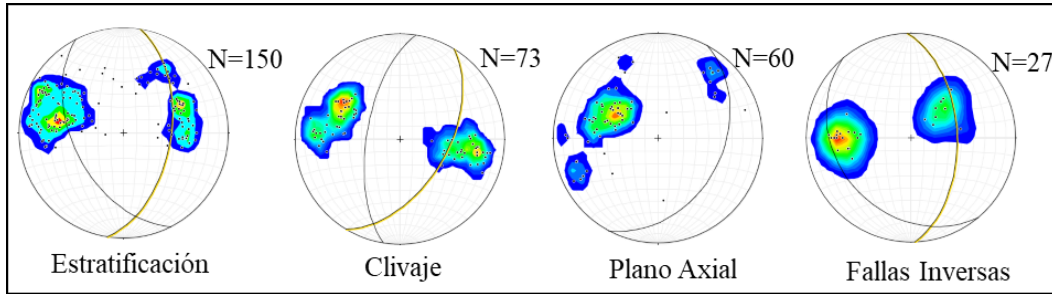 N=150
N=73
N=60
N=27
Estratificación
Clivaje
Plano Axial
Fallas Inversas